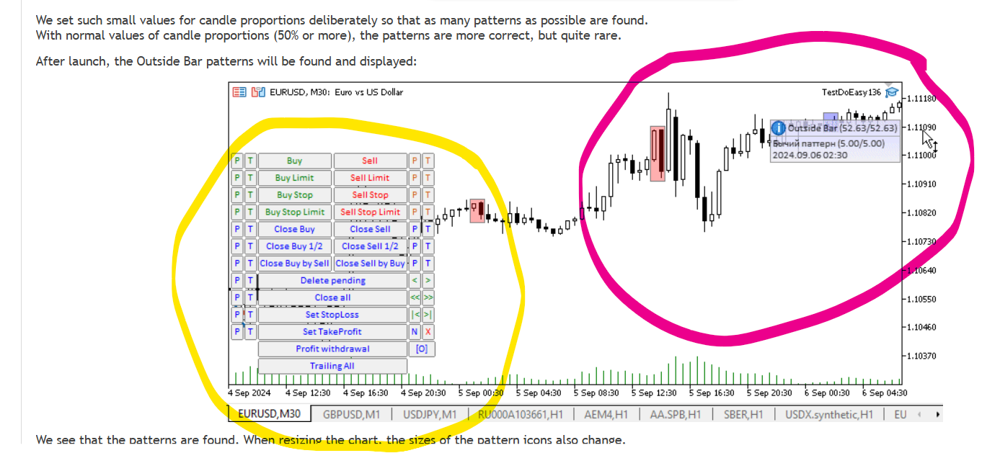 We set such small values for candle proportions deliberately so that as many patterns as possible are found.
With normal values of candle proportions (50% or more), the patterns are more correct, but quite rare.
After launch, the Outside Bar patterns will be found and displayed:
EURUSD, M30: Euro vs US Dollar
TestDoEasy136
1.11180
Outside Bar (52.63/52.63)
1.11090
Бычий паттерн (5.00/5.00)
2024.09.06 02:30
1.11000
P T Buy Sell P T
P T Buy Limit Sell Limit P T
1.10910
P T Buy Stop Sell Stop P T
P T Buy Stop Limit Sell Stop Limit P T
1.10820
P T Close Buy Close Sell P T
1.10730
P T Close Buy 1/2 Close Sell 1/2 P T
P T Close Buy by Sell Close Sell by Buy P T
1.10640
P T Delete pending < >
P T Close all << >>
1.10550
P T Set StopLoss |< >|
1.10460
P T Set TakeProfit N X
Profit withdrawal [O]
1.10370
Trailing All
4 Sep 2024 4 Sep 12:30 4 Sep 16:30 4 Sep 20:30 5 Sep 00:30 5 Sep 04:30 5 Sep 08:30 5 Sep 12:30 5 Sep 16:30 5 Sep 20:30 6 Sep 00:30 6 Sep 04:30
EURUSD,M30 GBPUSD,M1 USDJPY,M1 RU000A103661,H1 AEM4,H1 AA.SPB,H1 SBER,H1 USDX.synthetic,H1 EU
We see that the patterns are found. When resizing the chart, the sizes of the pattern icons also change.